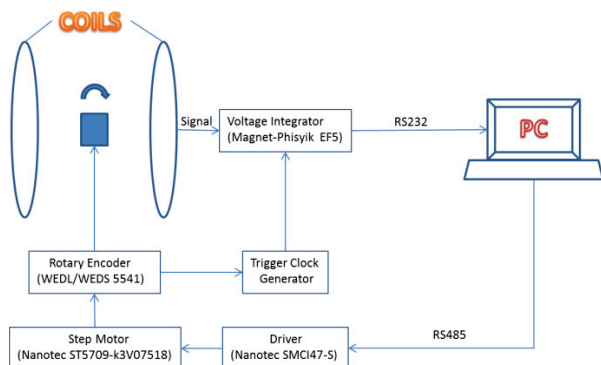 COILS
Signal
Voltage Integrator
(Magnet-Phisyik EF5)
RS232
PC
Rotary Encoder
(WEDL/WEDS 5541)
Trigger Clock
Generator
Step Motor
(Nanotec ST5709-k3V07518)
Driver
(Nanotec SMCI47-S)
RS485